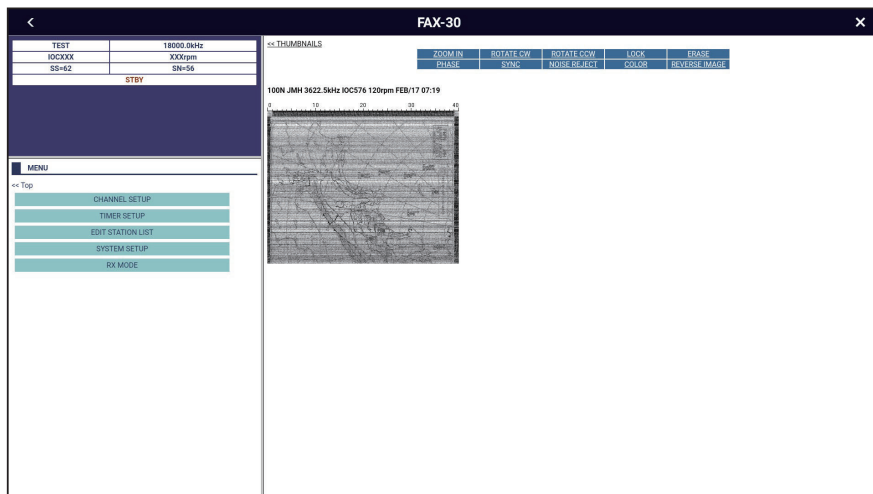 FAX-30
TEST 18000.0kHz
IOCXXX XXXrpm
SS=62 SN=56
STBY
MENU
<< Top
CHANNEL SETUP
TIMER SETUP
EDIT STATION LIST
SYSTEM SETUP
RX MODE
<< THUMBNAILS
ZOOM IN ROTATE CW ROTATE CCW LOCK ERASE
PHASE SYNC NOISE REJECT COLOR REVERSE IMAGE
100N JMH 3622.5kHz IOC576 120rpm FEB/17 07:19
0 10 20 30 40